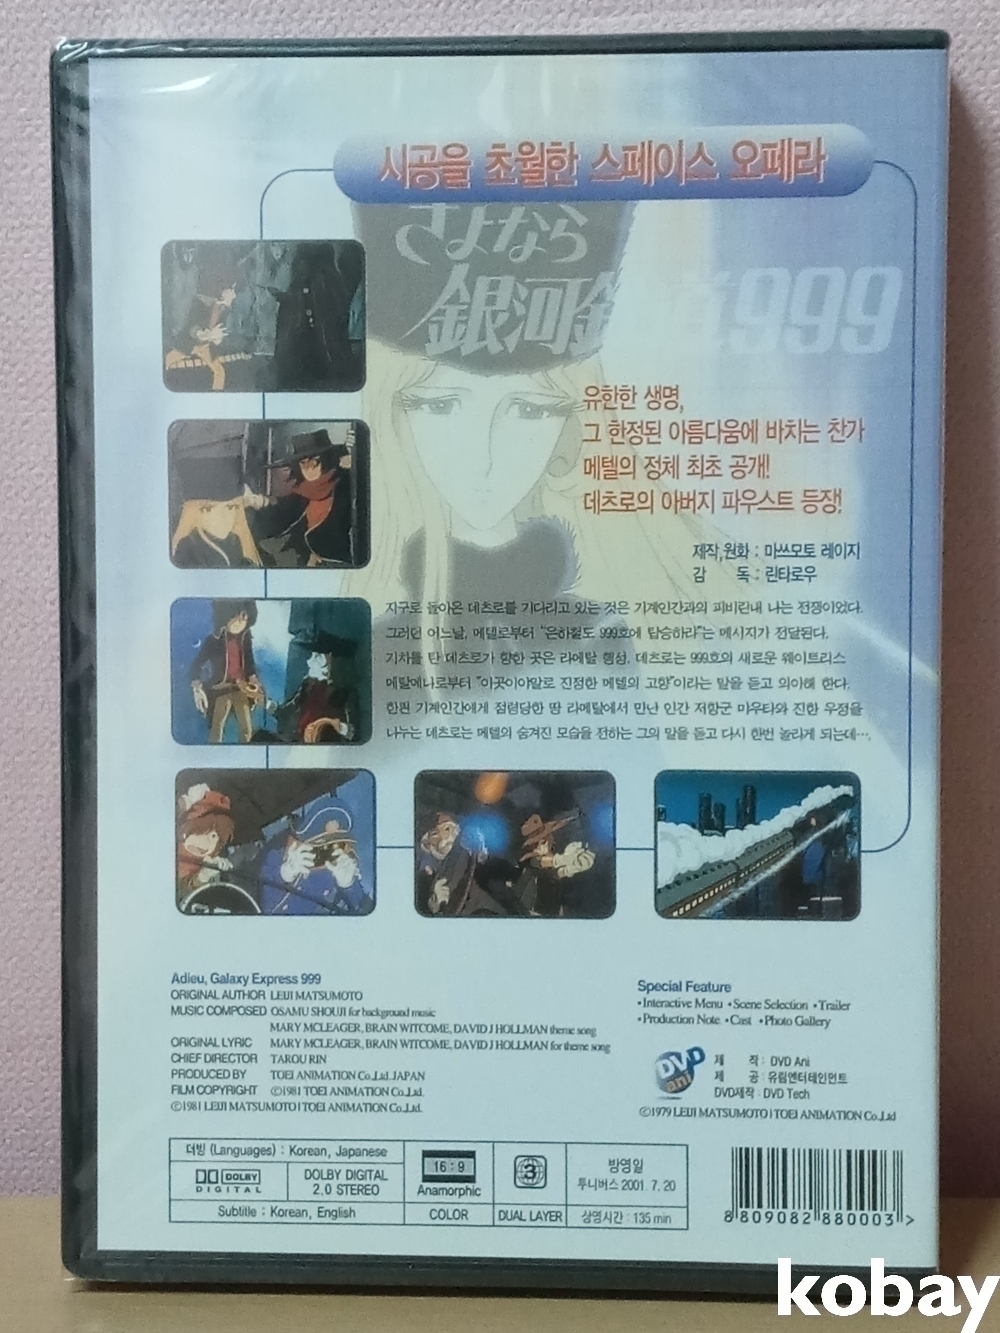 시공을 초월한 스페이스 오페라
さよなら
銀河鉄道999
유한한 생명,
그 한정된 아름다움에 바치는 찬가
메텔의 정체 최초 공개!
데츠로의 아버지 파우스트 등장!
제작,원화 : 마쓰모토 레이지
감 독 : 린타로우
지구로 돌아온 데츠로를 기다리고 있는 것은 기계인간과의 피비린내 나는 전쟁이었다.
그러던 어느날, 메텔로부터 "은하철도 999호에 탑승하라"는 메시지가 전달된다.
기차를 탄 데츠로가 향한 곳은 라메탈 행성. 데츠로는 999호의 새로운 웨이트리스
메탈메나로부터 "이곳이야말로 진정한 메텔의 고향"이라는 말을 듣고 의아해 한다.
한편 기계인간에게 점령당한 땅 라메탈에서 만난 인간 저항군 먀우타와 진한 우정을
나누는 데츠로는 메텔의 숨겨진 모습을 전하는 그의 말을 듣고 다시 한번 놀라게 되는데…,
Adieu, Galaxy Express 999
ORIGINAL AUTHOR LEIJI MATSUMOTO
MUSIC COMPOSED OSAMU SHOUJI for background music
MARY MCLEAGER, BRAIN WITCOME, DAVID J HOLLMAN theme song
ORIGINAL LYRIC MARY MCLEAGER, BRAIN WITCOME, DAVID J HOLLMAN for theme song
CHIEF DIRECTOR TAROU RIN
PRODUCED BY TOEI ANIMATION Co.,Ltd. JAPAN
FILM COPYRIGHT ⓒ1981 TOEI ANIMATION Co.,Ltd.
ⓒ1981 LEIJI MATSUMOTO l TOEI ANIMATION Co.,Ltd.
Special Feature
•Interactive Menu •Scene Selection •Trailer
•Production Note •Cast •Photo Gallery
DVD ani
제 작 : DVD Ani
제 공 : 유림엔터테인먼트
DVD제작 : DVD Tech
ⓒ1979 LEIJI MATSUMOTO l TOEI ANIMATION Co.,Ltd
더빙 (Languages) : Korean, Japanese
DOLBY DIGITAL
DOLBY DIGITAL 2.0 STEREO
Subtitle : Korean, English
16:9
Anamorphic
COLOR
3
DUAL LAYER
방영일
투니버스 2001. 7. 20
상영시간 : 135 min
8 809082 880003 >
kobay